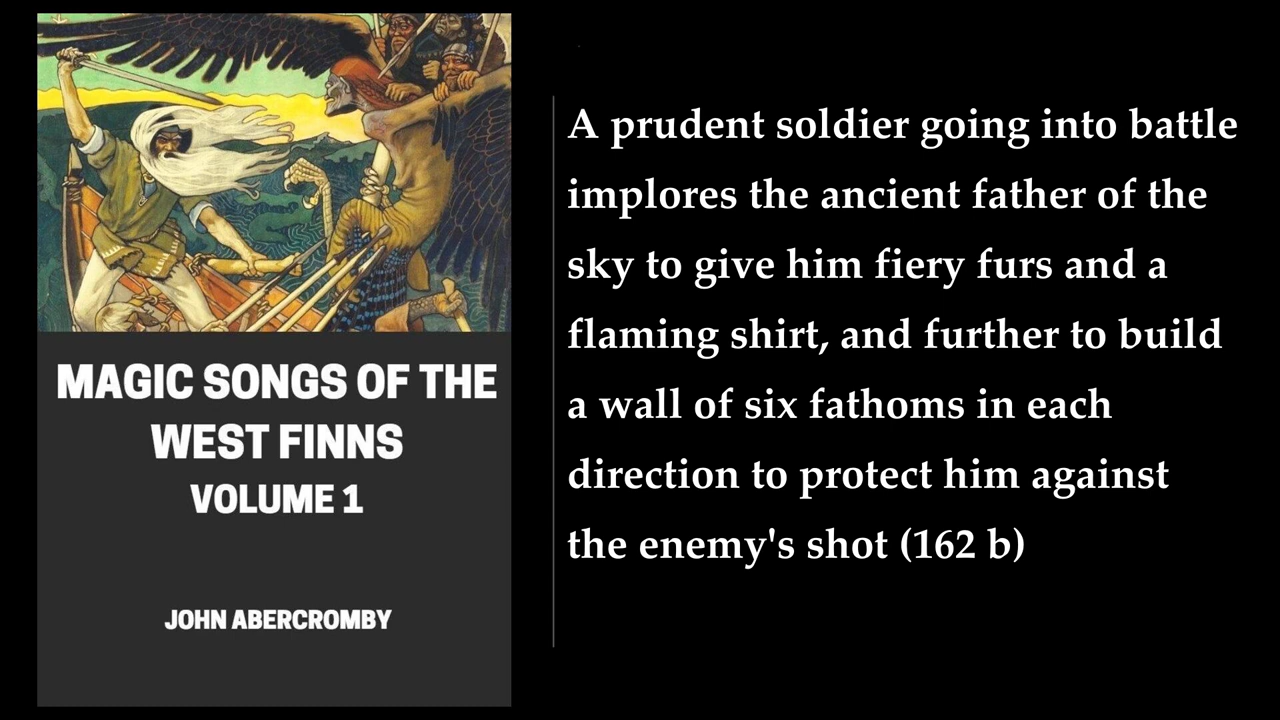 MAGIC SONGS OF THE
WEST FINNS
VOLUME 1
JOHN ABERCROMBY
A prudent soldier going into battle
implores the ancient father of the
sky to give him fiery furs and a
flaming shirt, and further to build
a wall of six fathoms in each
direction to protect him against
the enemy's shot (162 b)